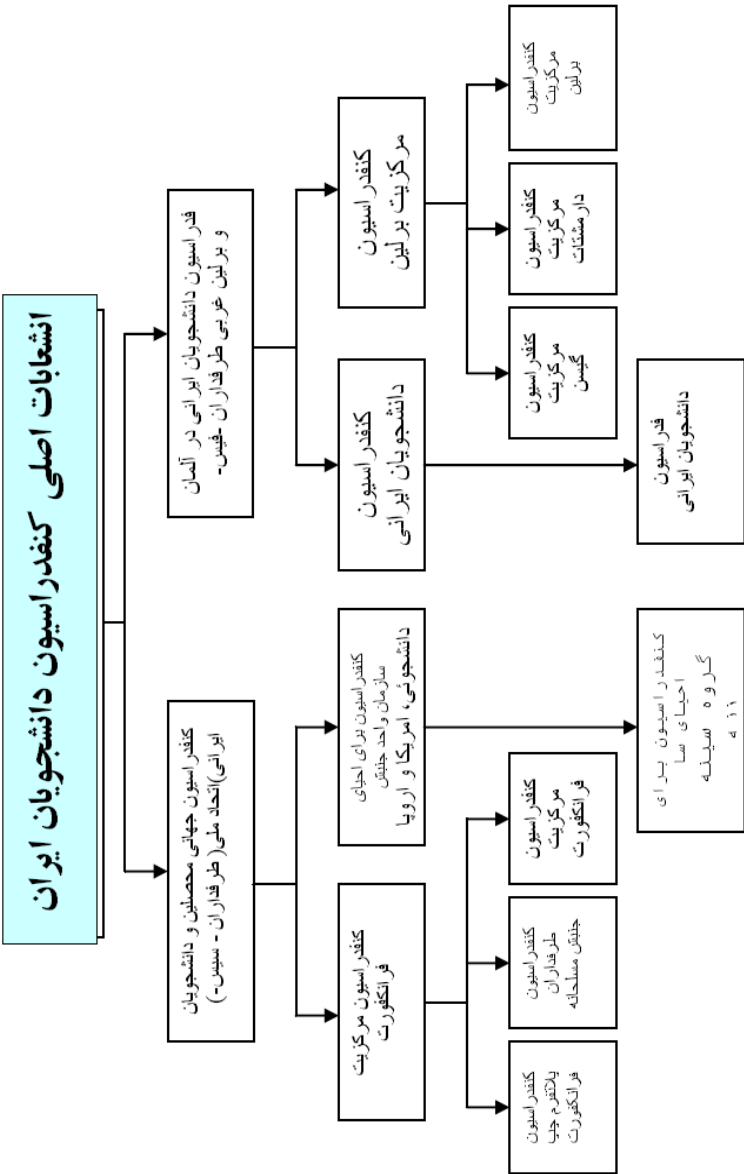 انشعابات اصلی کنفدراسیون دانشجویان ایران
فدراسیون دانشجویان ایرانی در آلمان
و برلین غربی طرفداران -فیس-
کنفدراسیون جهانی محصلین و دانشجویان
ایرانی)اتحاد ملی( طرفداران - سیس-)
کنفدراسیون
مرکزیت برلین
کنفدراسیون
دانشجویان ایرانی
کنفدراسیون برای احیای
سازمان واحد جنبش
دانشجوئی، امریکا و اروپا
کنفدراسیون مرکزیت
فرانکفورت
کنفدراسیون
مرکزیت
برلین
کنفدراسیون
مرکزیت
دارمشتات
کنفدراسیون
مرکزیت
گیسن
کنفدراسیون
مرکزیت
فرانکفورت
کنفدراسیون
طرفداران
جنبش مسلحانه
کنفدراسیون
پلاتفرم چپ
فرانکفورت
فدراسیون
دانشجویان ایرانی
کنفدراسیون برای
احیای سا
گروه سینه